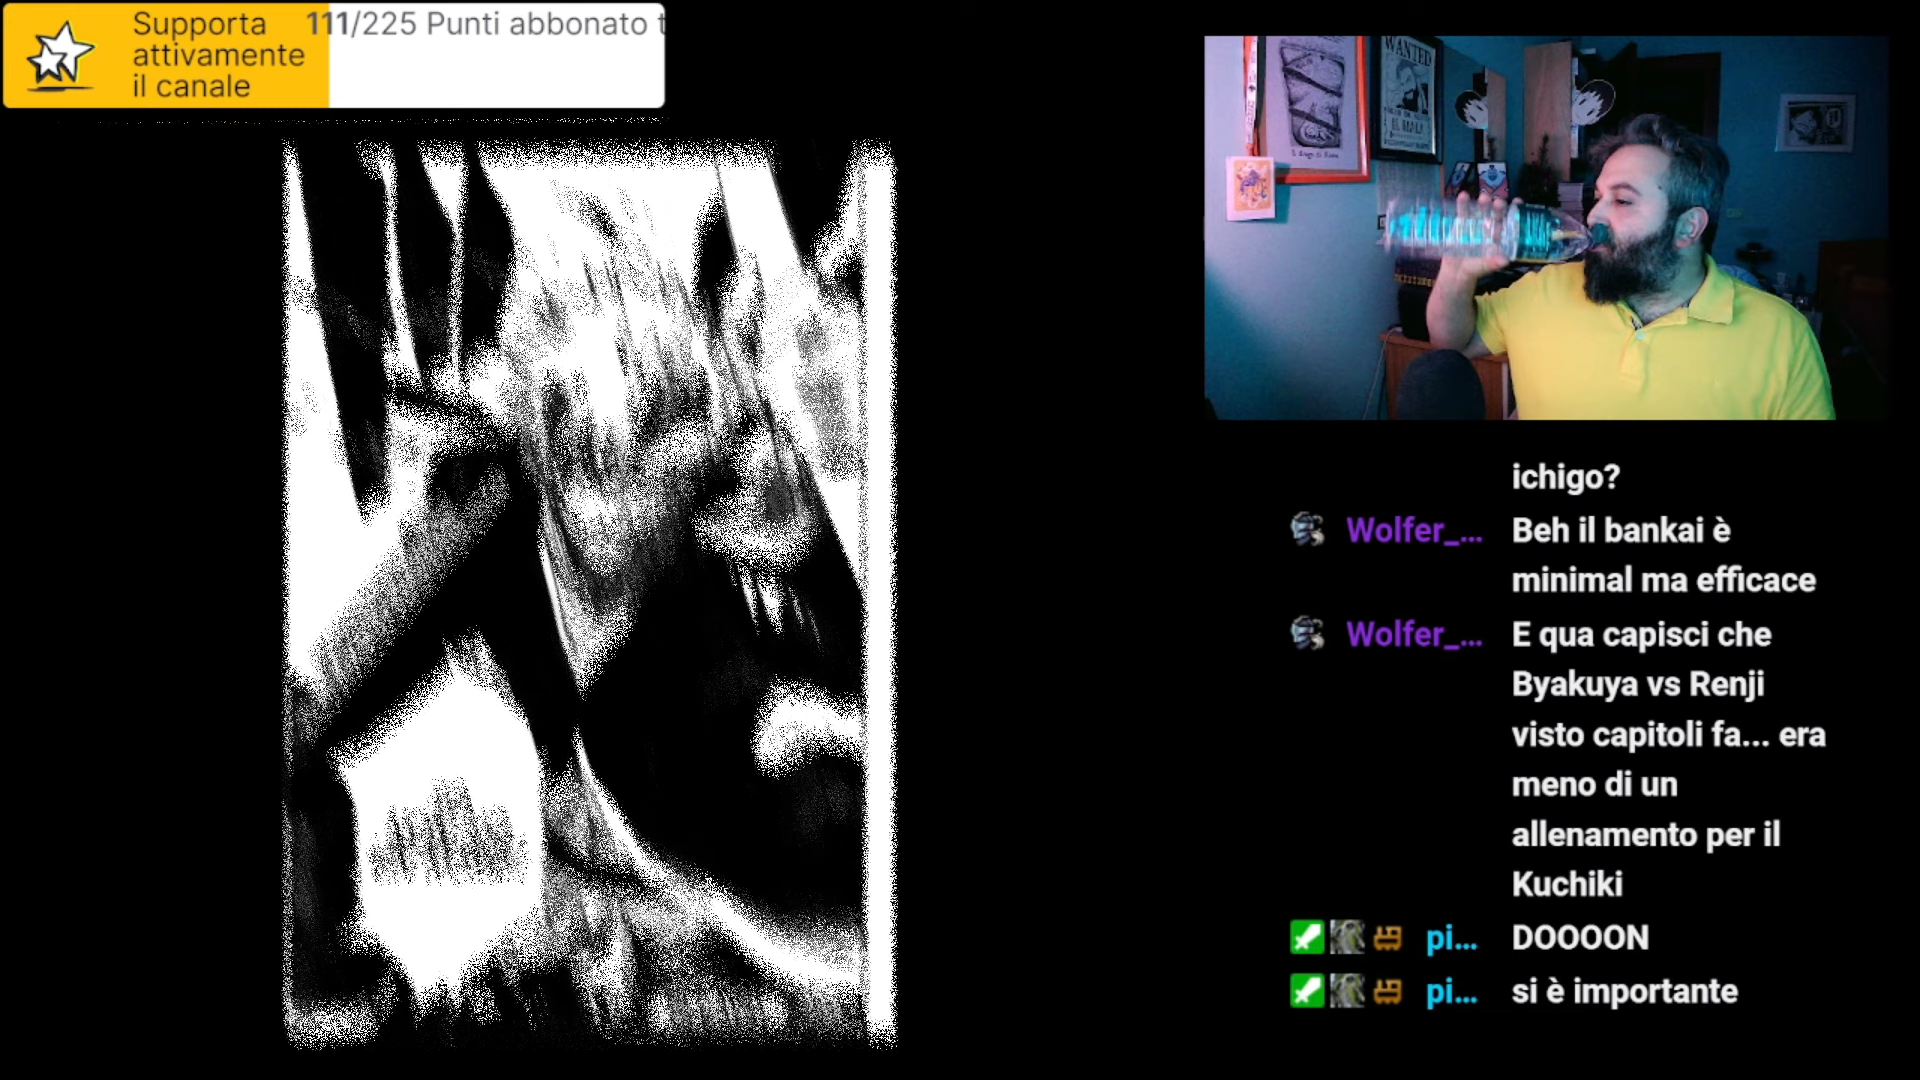 Supporta
attivamente
il canale
111/225 Punti abbonato t
WANTED
ichigo?
Wolfer_... Beh il bankai è
minimal ma efficace
Wolfer_... E qua capisci che
Byakuya vs Renji
visto capitoli fa... era
meno di un
allenamento per il
Kuchiki
pi... DOOOON
pi... si è importante